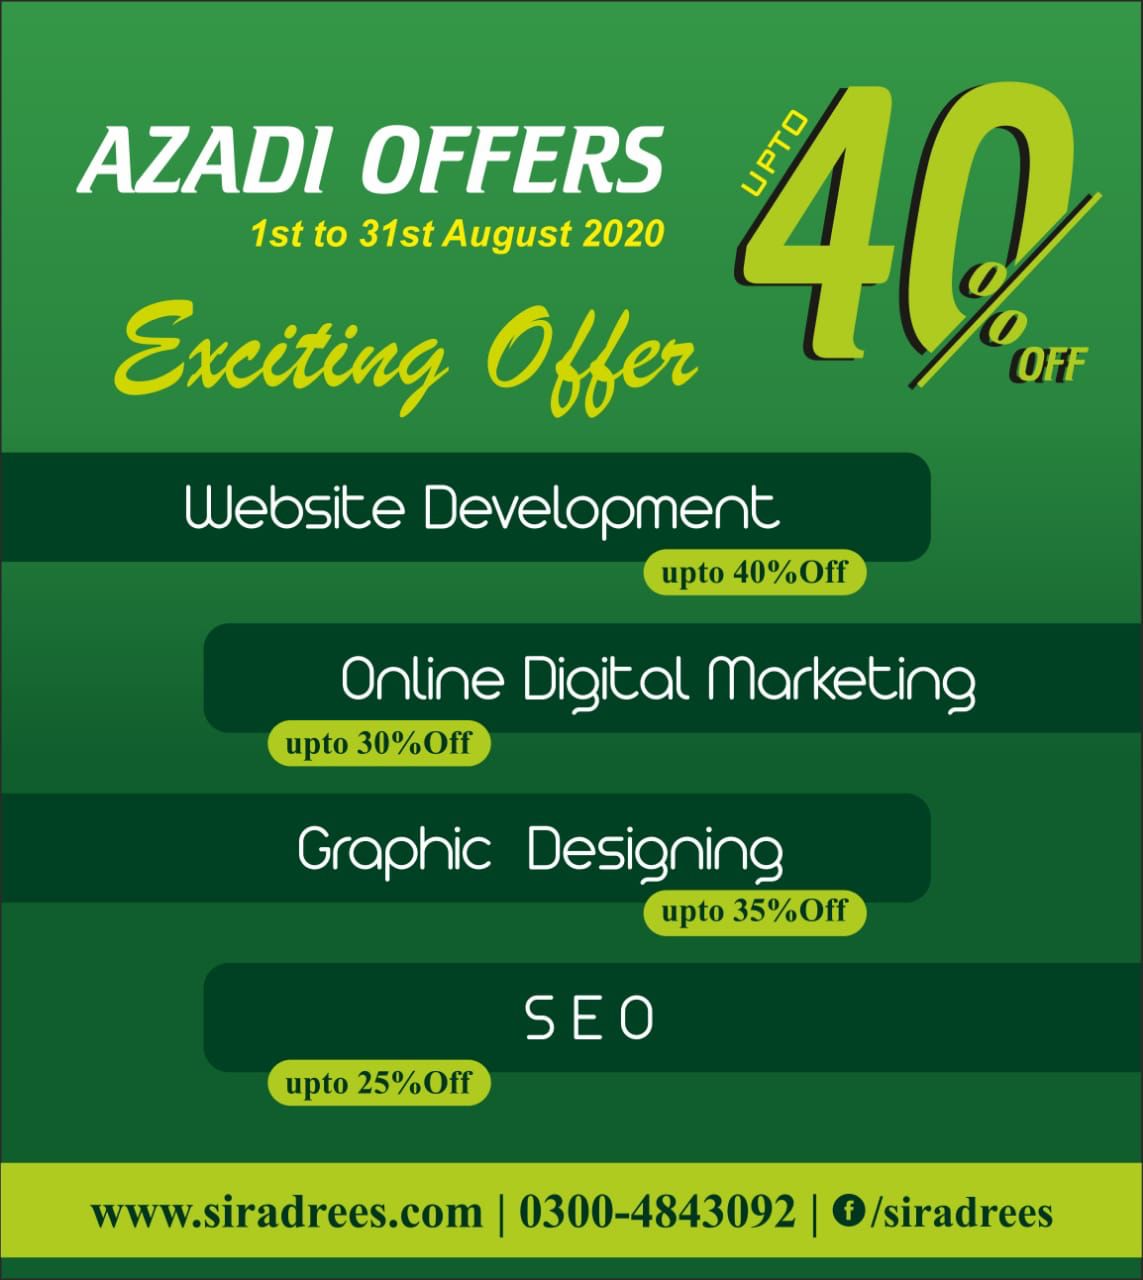 AZADI OFFERS
1st to 31st August 2020
UPTO
40%
OFF
Exciting Offer
Website Development
upto 40%Off
Online Digital Marketing
upto 30%Off
Graphic Designing
upto 35%Off
SEO
upto 25%Off
www.siradrees.com | 0300-4843092 | f/siradrees